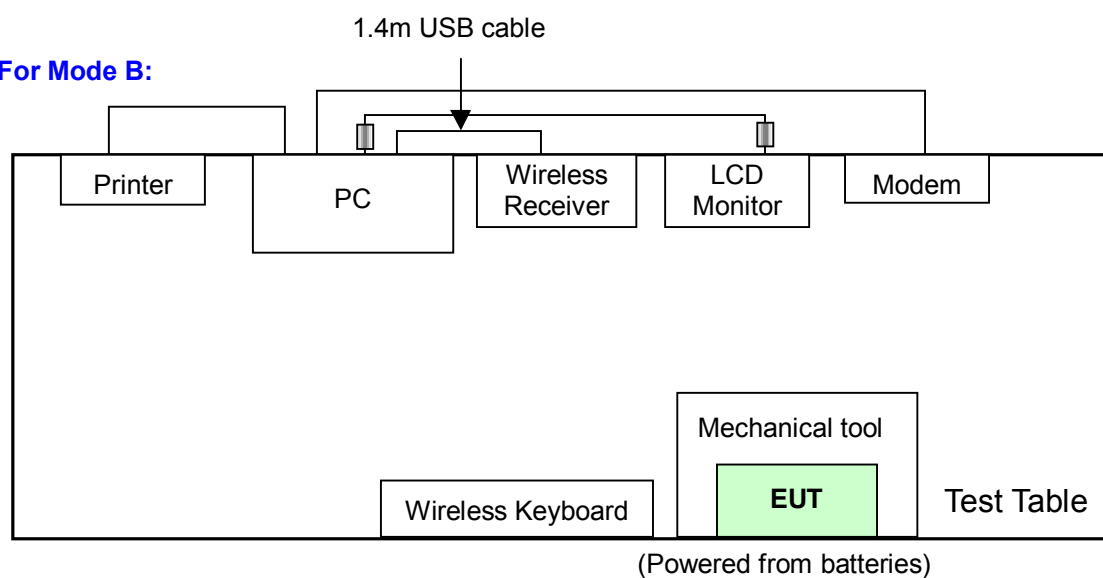 1.4m USB cable
For Mode B:
Printer
PC
Wireless
Receiver
LCD
Monitor
Modem
Mechanical tool
EUT
Wireless Keyboard
Test Table
(Powered from batteries)